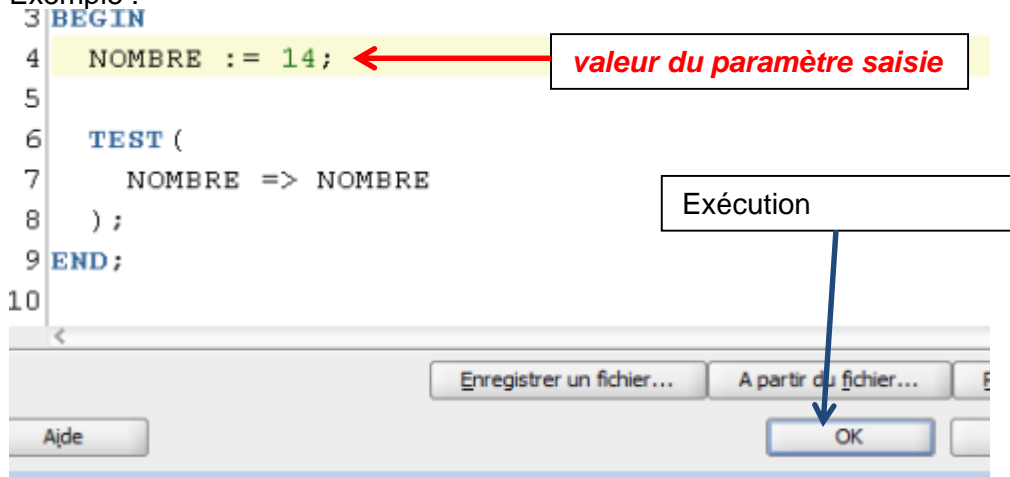 Exemple :
3 BEGIN
4 NOMBRE := 14;
valeur du paramètre saisie
5
6 TEST (
7 NOMBRE => NOMBRE
Exécution
8 );
9 END;
10
Enregistrer un fichier... A partir du fichier...
Aide OK